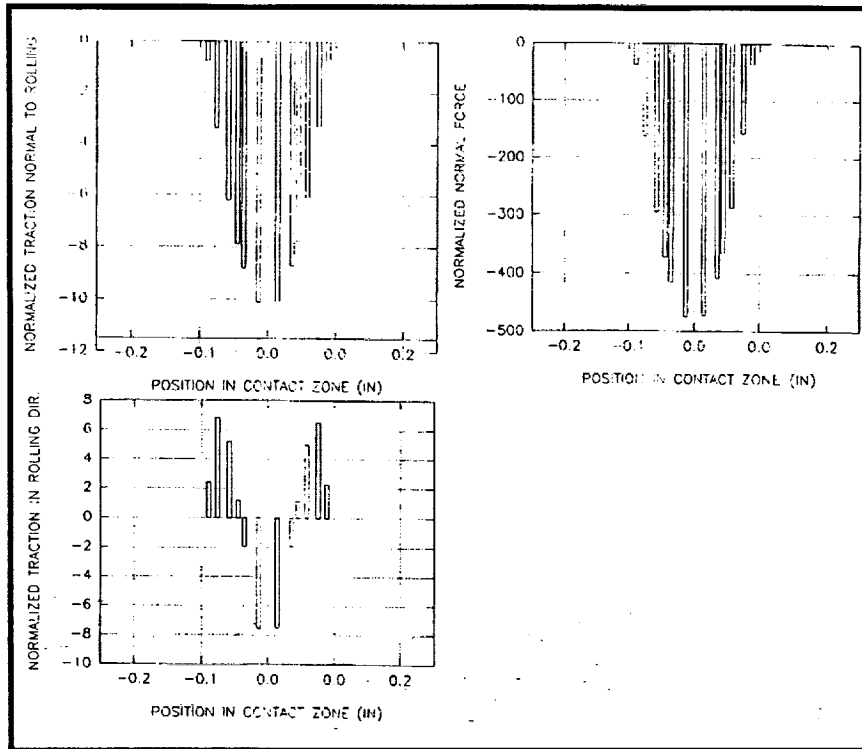 NORMALIZED TRACTION NORMAL TO ROLLING
0
-2
-4
-6
-8
-10
-12
-0.2 -0.1 0.0 0.0 0.2
POSITION IN CONTACT ZONE (IN)
NORMALIZED NORMAL FORCE
0
-100
-200
-300
-400
-500
-0.2 -0.1 0.0 0.0 0.2
POSITION IN CONTACT ZONE (IN)
NORMALIZED TRACTION IN ROLLING DIR.
8
6
4
2
0
-2
-4
-6
-8
-10
-0.2 -0.1 0.0 0.0 0.2
POSITION IN CONTACT ZONE (IN)